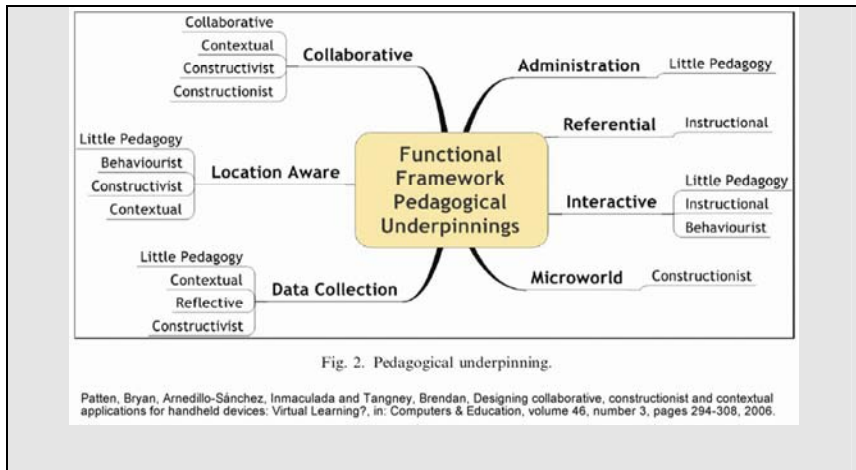 Collaborative
Contextual
Constructivist
Constructionist
Collaborative
Little Pedagogy
Behaviourist
Constructivist
Contextual
Location Aware
Little Pedagogy
Contextual
Reflective
Constructivist
Data Collection
Functional
Framework
Pedagogical
Underpinnings
Administration
Little Pedagogy
Referential
Instructional
Interactive
Little Pedagogy
Instructional
Behaviourist
Microworld
Constructionist
Fig. 2. Pedagogical underpinning.
Patten, Bryan, Arnedillo-Sánchez, Inmaculada and Tangney, Brendan, Designing collaborative, constructionist and contextual
applications for handheld devices: Virtual Learning?, in: Computers & Education, volume 46, number 3, pages 294-308, 2006.